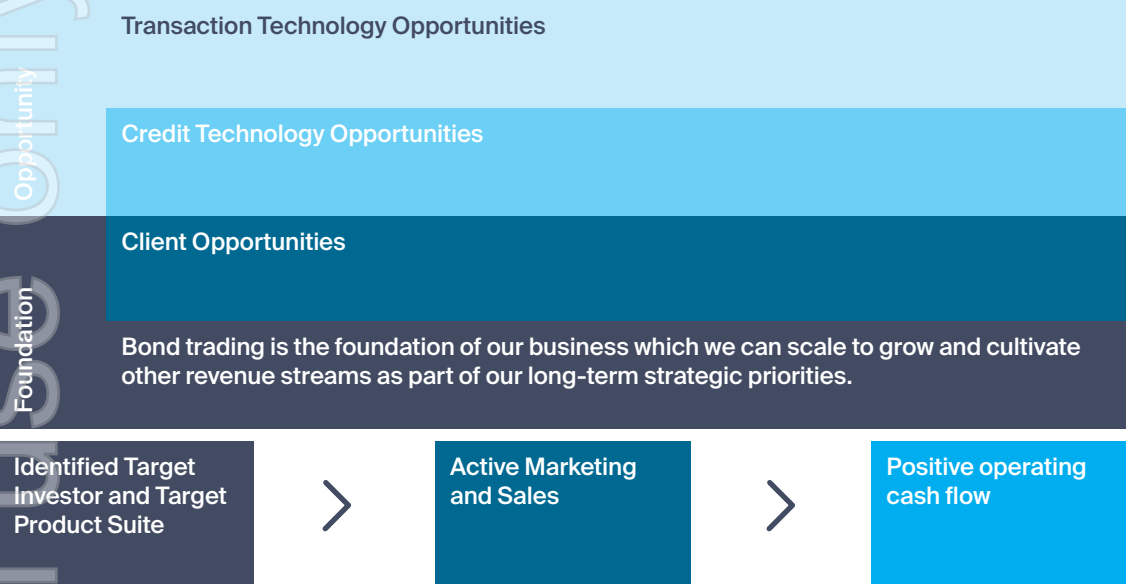 Transaction Technology Opportunities
Opportunity
Credit Technology Opportunities
Client Opportunities
Foundation
Bond trading is the foundation of our business which we can scale to grow and cultivate
other revenue streams as part of our long-term strategic priorities.
Identified Target
Investor and Target
Product Suite
Active Marketing
and Sales
Positive operating
cash flow
use only